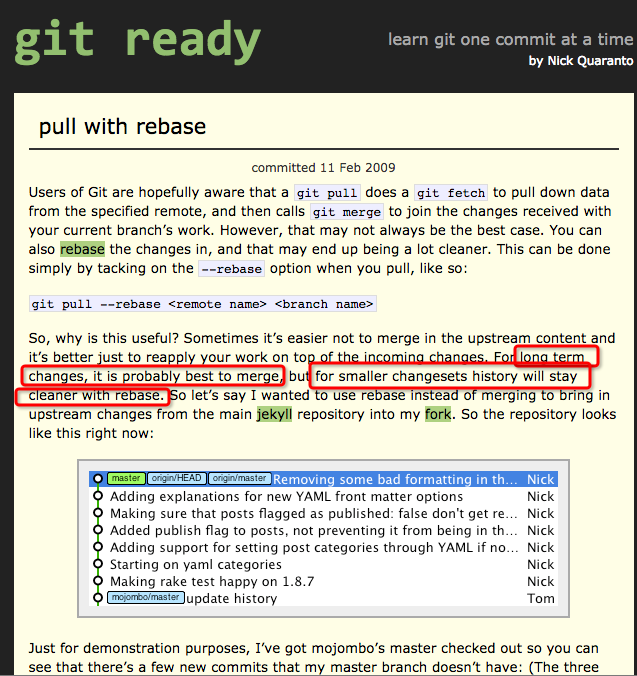 git ready
learn git one commit at a time
by Nick Quaranto
pull with rebase
committed 11 Feb 2009
Users of Git are hopefully aware that a git pull does a git fetch to pull down data
from the specified remote, and then calls git merge to join the changes received with
your current branch's work. However, that may not always be the best case. You can
also rebase the changes in, and that may end up being a lot cleaner. This can be done
simply by tacking on the --rebase option when you pull, like so:
git pull --rebase <remote name> <branch name>
So, why is this useful? Sometimes it's easier not to merge in the upstream content and
it's better just to reapply your work on top of the incoming changes. For long term
changes, it is probably best to merge, but for smaller changesets history will stay
cleaner with rebase. So let's say I wanted to use rebase instead of merging to bring in
upstream changes from the main jekyll repository into my fork. So the repository looks
like this right now:
master origin/HEAD origin/master Removing some bad formatting in th... Nick
Adding explanations for new YAML front matter options Nick
Making sure that posts flagged as published: false don't get re... Nick
Added publish flag to posts, not preventing it from being in th... Nick
Adding support for setting post categories through YAML if no... Nick
Starting on yaml categories Nick
Making rake test happy on 1.8.7 Nick
mojombo/master update history Tom
Just for demonstration purposes, I've got mojombo's master checked out so you can
see that there's a few new commits that my master branch doesn't have: (The three